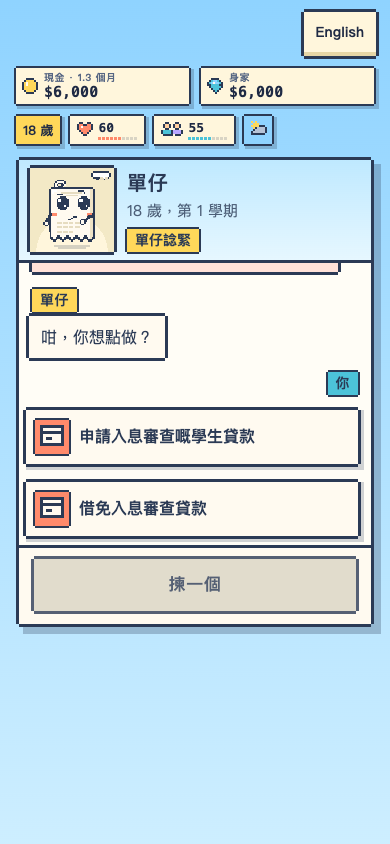 English
現金 · 1.3 個月
$6,000
身家
$6,000
18 歲
60
55
單仔
18 歲，第 1 學期
單仔諗緊
單仔
咁，你想點做？
你
申請入息審查嘅學生貸款
借免入息審查貸款
揀一個